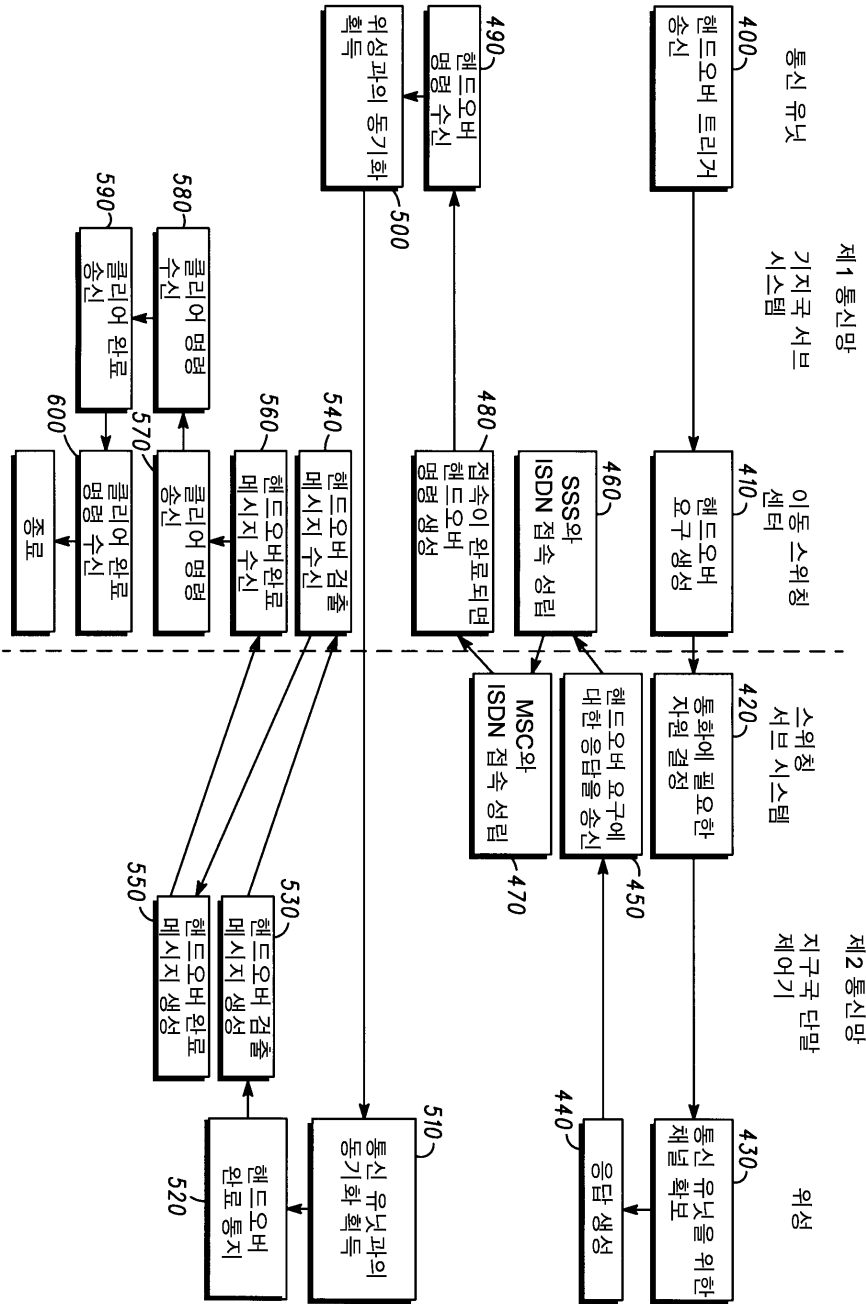 통신 유닛
제1 통신망
기지국 서브
시스템
이동 스위칭
센터
스위칭
서브 시스템
제2 통신망
지구국 단말
제어기
위성
400
핸드오버 트리거
송신
410
핸드오버
요구 생성
420
통화에 필요한
자원 결정
430
통신 유닛을 위한
채널 확보
440
응답 생성
450
핸드오버 요구에
대한 응답을 송신
460
SSS와
ISDN 접속 성립
470
MSC와
ISDN 접속 성립
480
접속이 완료되면
핸드오버
명령 생성
490
핸드오버
명령 수신
500
위성과의 동기화
획득
510
통신 유닛과의
동기화 획득
520
핸드오버
완료 통지
530
핸드오버 검출
메시지 생성
540
핸드오버 검출
메시지 수신
550
핸드오버 완료
메시지 생성
560
핸드오버완료
메시지 수신
570
클리어 명령
송신
580
클리어 명령
수신
590
클리어 완료
송신
600
클리어 완료
명령 수신
종료